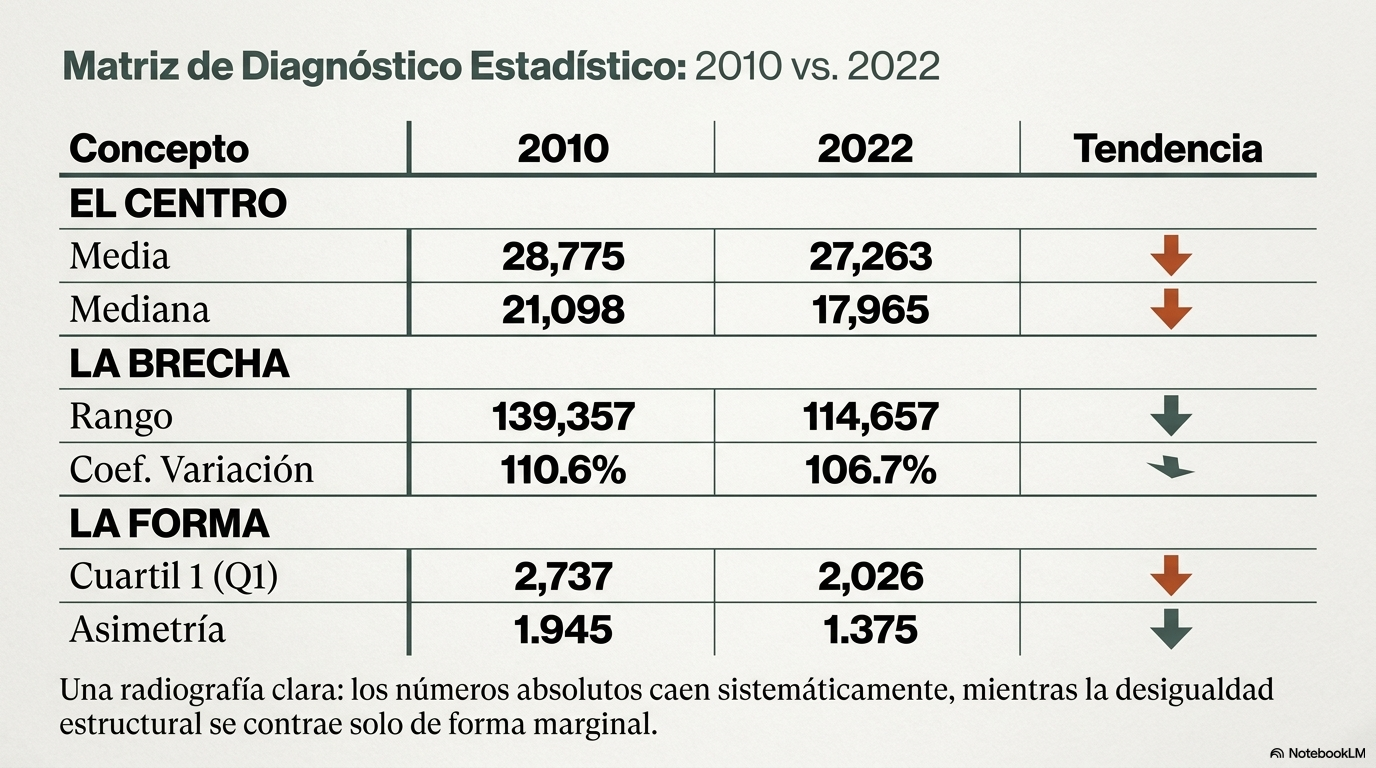 Matriz de Diagnóstico Estadístico: 2010 vs. 2022
Concepto 2010 2022 Tendencia
EL CENTRO
Media 28,775 27,263
Mediana 21,098 17,965
LA BRECHA
Rango 139,357 114,657
Coef. Variación 110.6% 106.7%
LA FORMA
Cuartil 1 (Q1) 2,737 2,026
Asimetría 1.945 1.375
Una radiografía clara: los números absolutos caen sistemáticamente, mientras la desigualdad
estructural se contrae solo de forma marginal.
NotebookLM